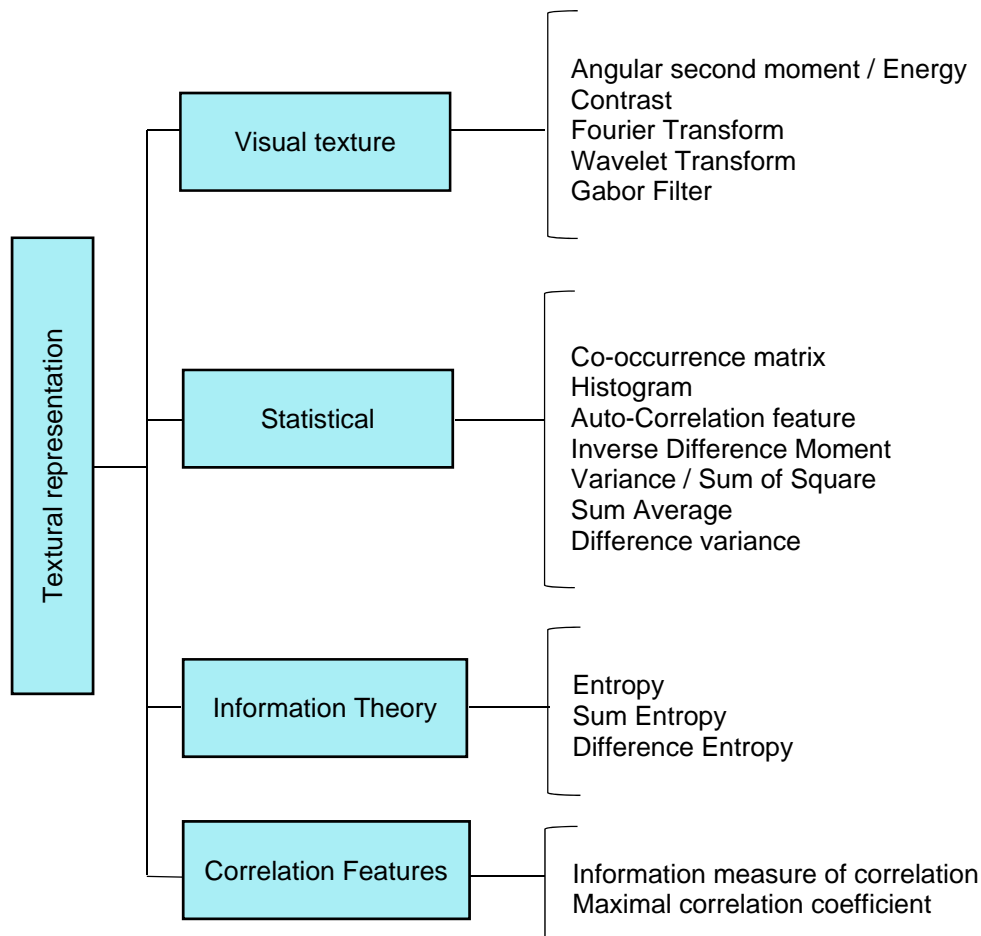 Textural representation
Visual texture
Angular second moment / Energy
Contrast
Fourier Transform
Wavelet Transform
Gabor Filter
Statistical
Co-occurrence matrix
Histogram
Auto-Correlation feature
Inverse Difference Moment
Variance / Sum of Square
Sum Average
Difference variance
Information Theory
Entropy
Sum Entropy
Difference Entropy
Correlation Features
Information measure of correlation
Maximal correlation coefficient